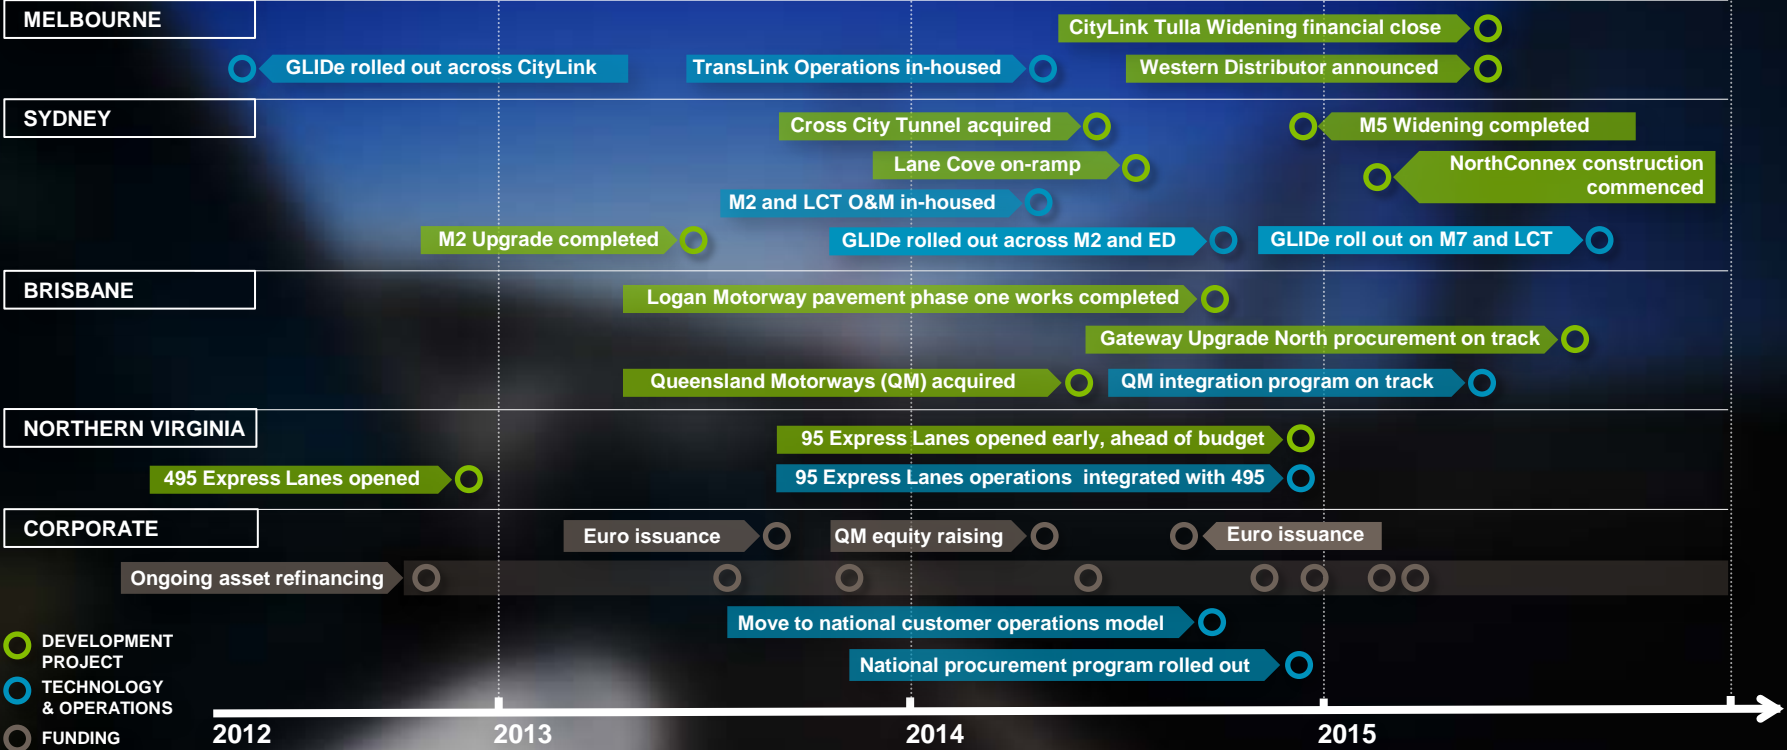 MELBOURNE
CityLink Tulla Widening financial close
GLIDe rolled out across CityLink
TransLink Operations in-housed
Western Distributor announced
SYDNEY
Cross City Tunnel acquired
M5 Widening completed
Lane Cove on-ramp
NorthConnex construction
commenced
M2 and LCT O&M in-housed
M2 Upgrade completed
GLIDe rolled out across M2 and ED
GLIDe roll out on M7 and LCT
BRISBANE
Logan Motorway pavement phase one works completed
Gateway Upgrade North procurement on track
Queensland Motorways (QM) acquired
QM integration program on track
NORTHERN VIRGINIA
95 Express Lanes opened early, ahead of budget
495 Express Lanes opened
95 Express Lanes operations integrated with 495
CORPORATE
Euro issuance
QM equity raising
Euro issuance
Ongoing asset refinancing
Move to national customer operations model
National procurement program rolled out
DEVELOPMENT
PROJECT
TECHNOLOGY
& OPERATIONS
FUNDING
2012
2013
2014
2015